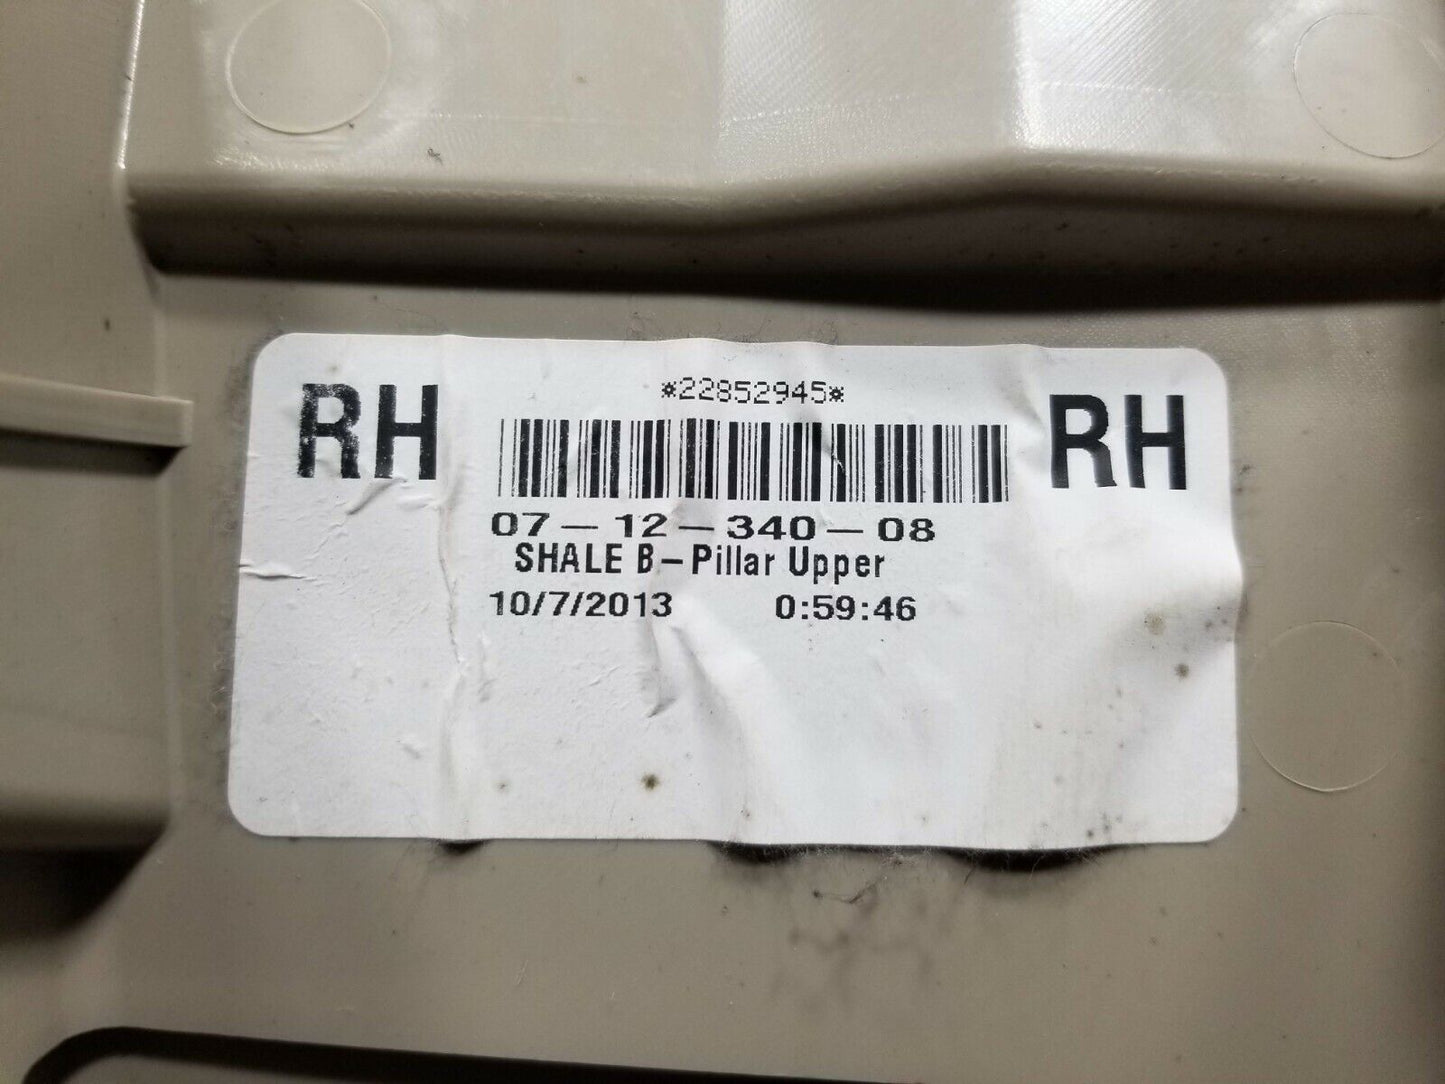 RH *22852945* RH
07-12-340-08
SHALE B-Pillar Upper
10/7/2013 0:59:46